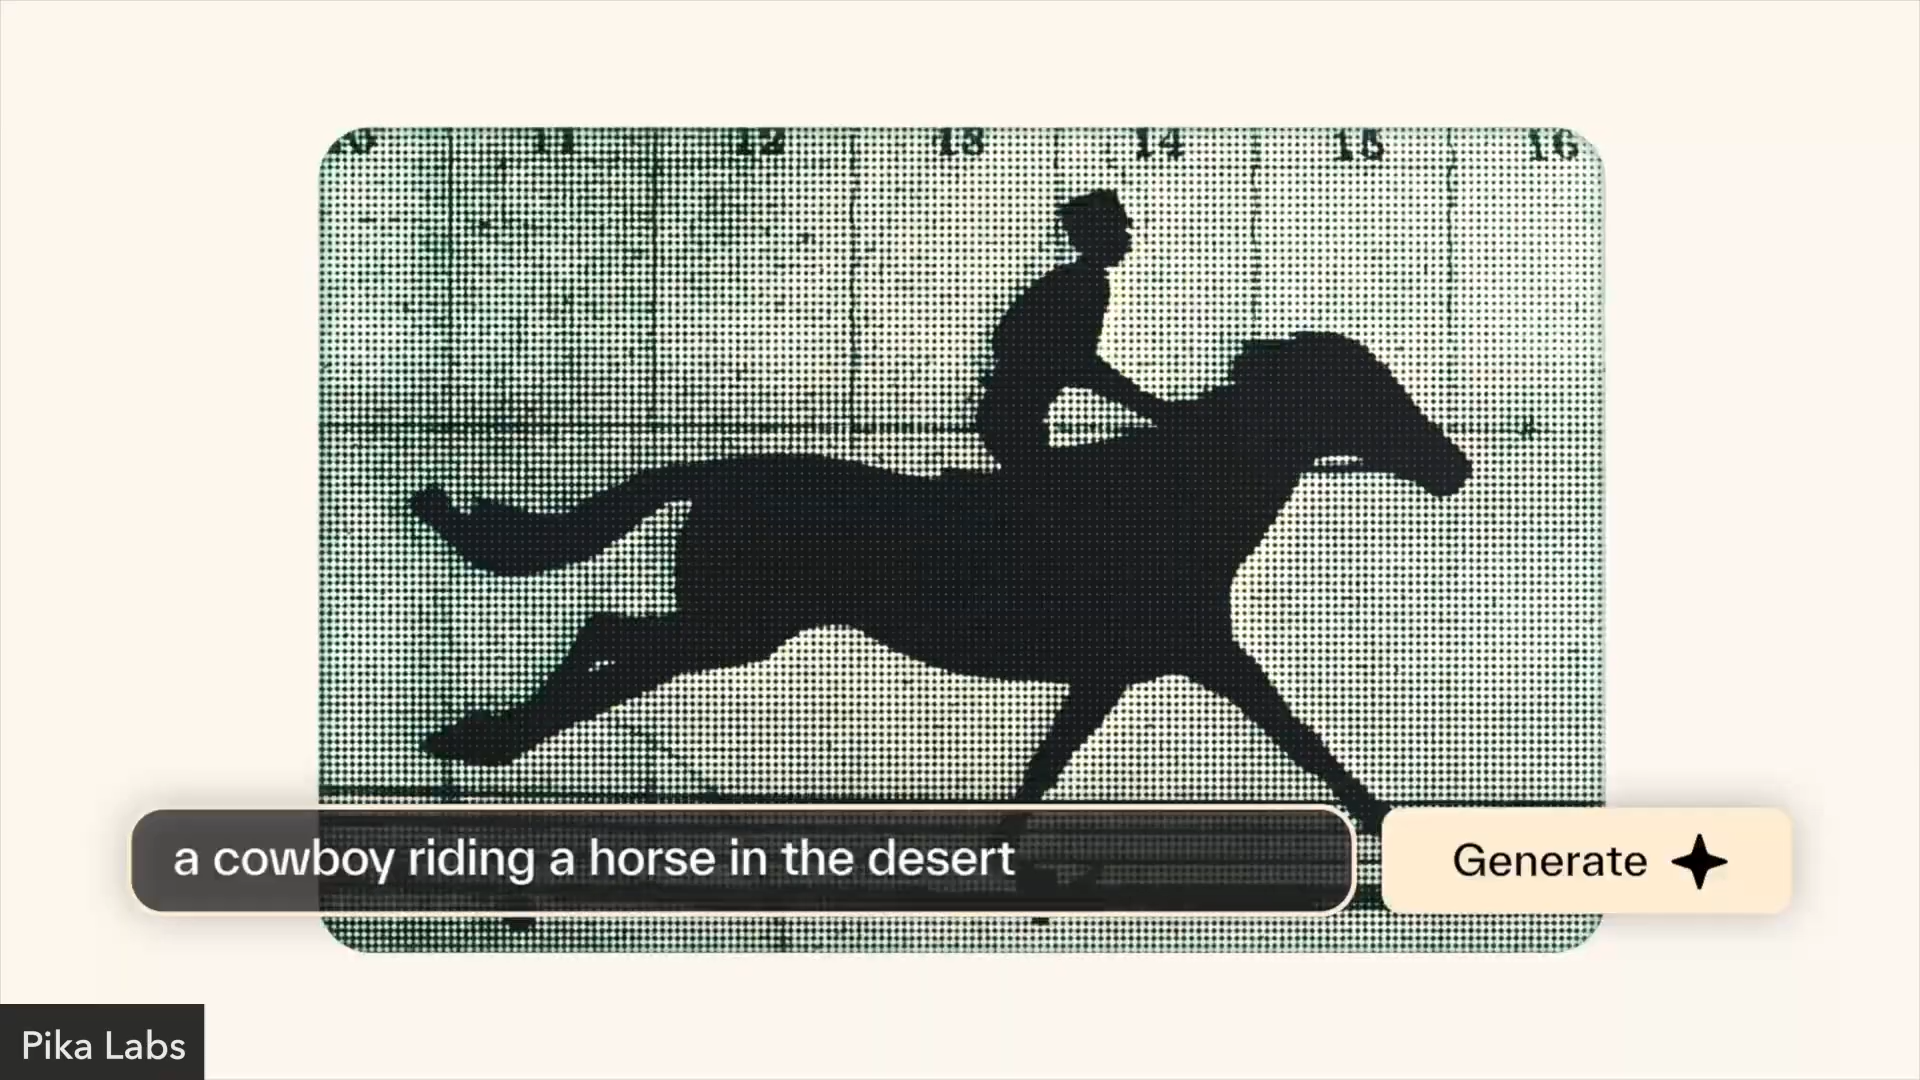 11 12 13 14 15 16
a cowboy riding a horse in the desert
Generate
Pika Labs